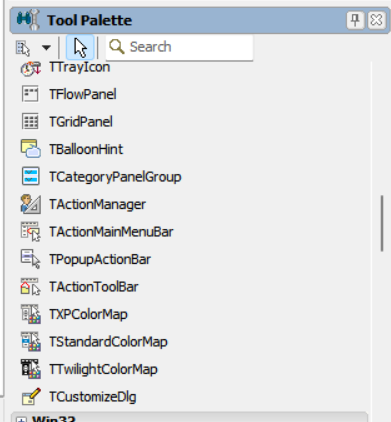 Tool Palette
Search
TTrayIcon
TFlowPanel
TGridPanel
TBalloonHint
TCategoryPanelGroup
TActionManager
TActionMainMenuBar
TPopupActionBar
TActionToolBar
TXPColorMap
TStandardColorMap
TTwilightColorMap
TCustomizeDlg
Win32